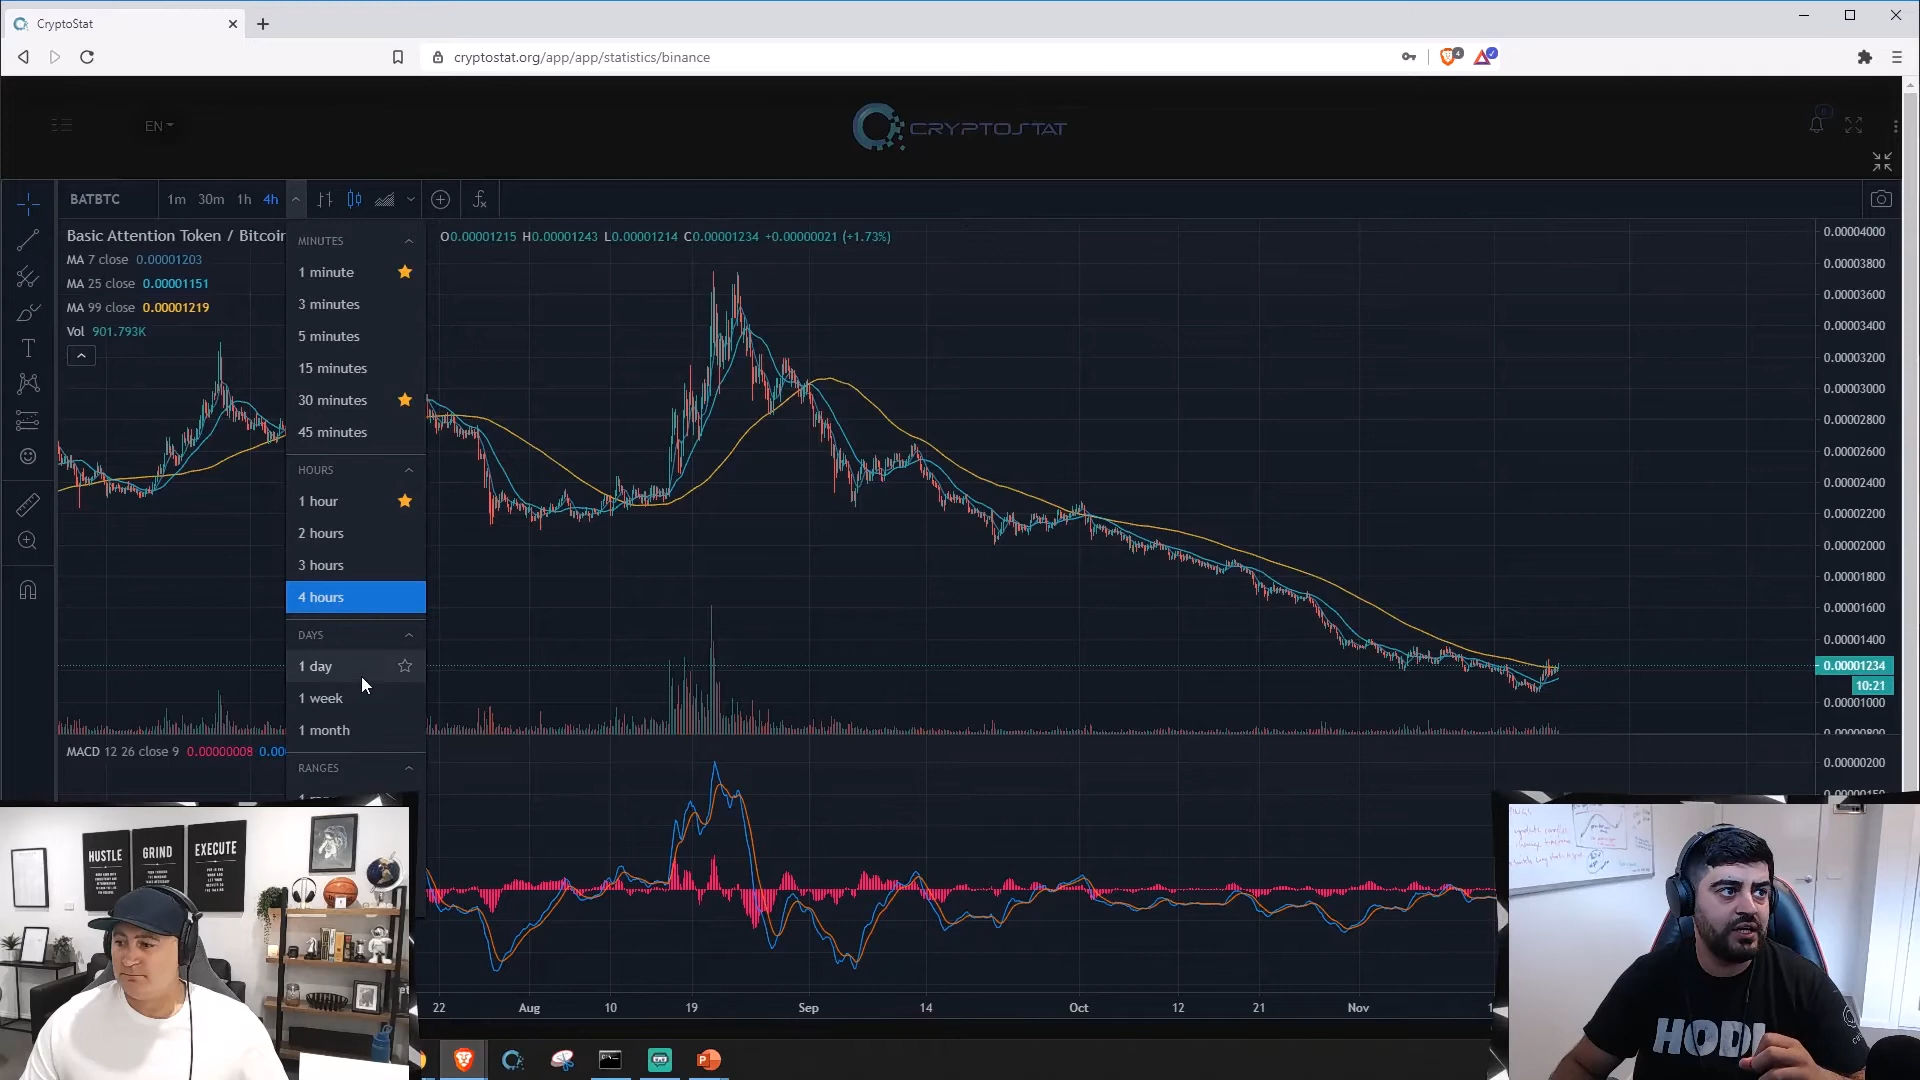 CryptoStat
cryptostat.org/app/app/statistics/binance
EN
CRYPTOSTAT
BATBTC 1m 30m 1h 4h
Basic Attention Token / Bitcoin
O0.00001215 H0.00001243 L0.00001214 C0.00001234 +0.00000021 (+1.73%)
MA 7 close 0.00001203
MA 25 close 0.00001151
MA 99 close 0.00001219
Vol 901.793K
MINUTES
1 minute
3 minutes
5 minutes
15 minutes
30 minutes
45 minutes
HOURS
1 hour
2 hours
3 hours
4 hours
DAYS
1 day
1 week
1 month
RANGES
MACD 12 26 close 9 0.00000008 0.00
0.00004000
0.00003800
0.00003600
0.00003400
0.00003200
0.00003000
0.00002800
0.00002600
0.00002400
0.00002200
0.00002000
0.00001800
0.00001600
0.00001400
0.00001234
10:21
0.00001000
0.00000800
0.00000200
0.00000150
22 Aug 10 19 Sep 14 Oct 12 21 Nov
HUSTLE
GRIND
EXECUTE
HODL